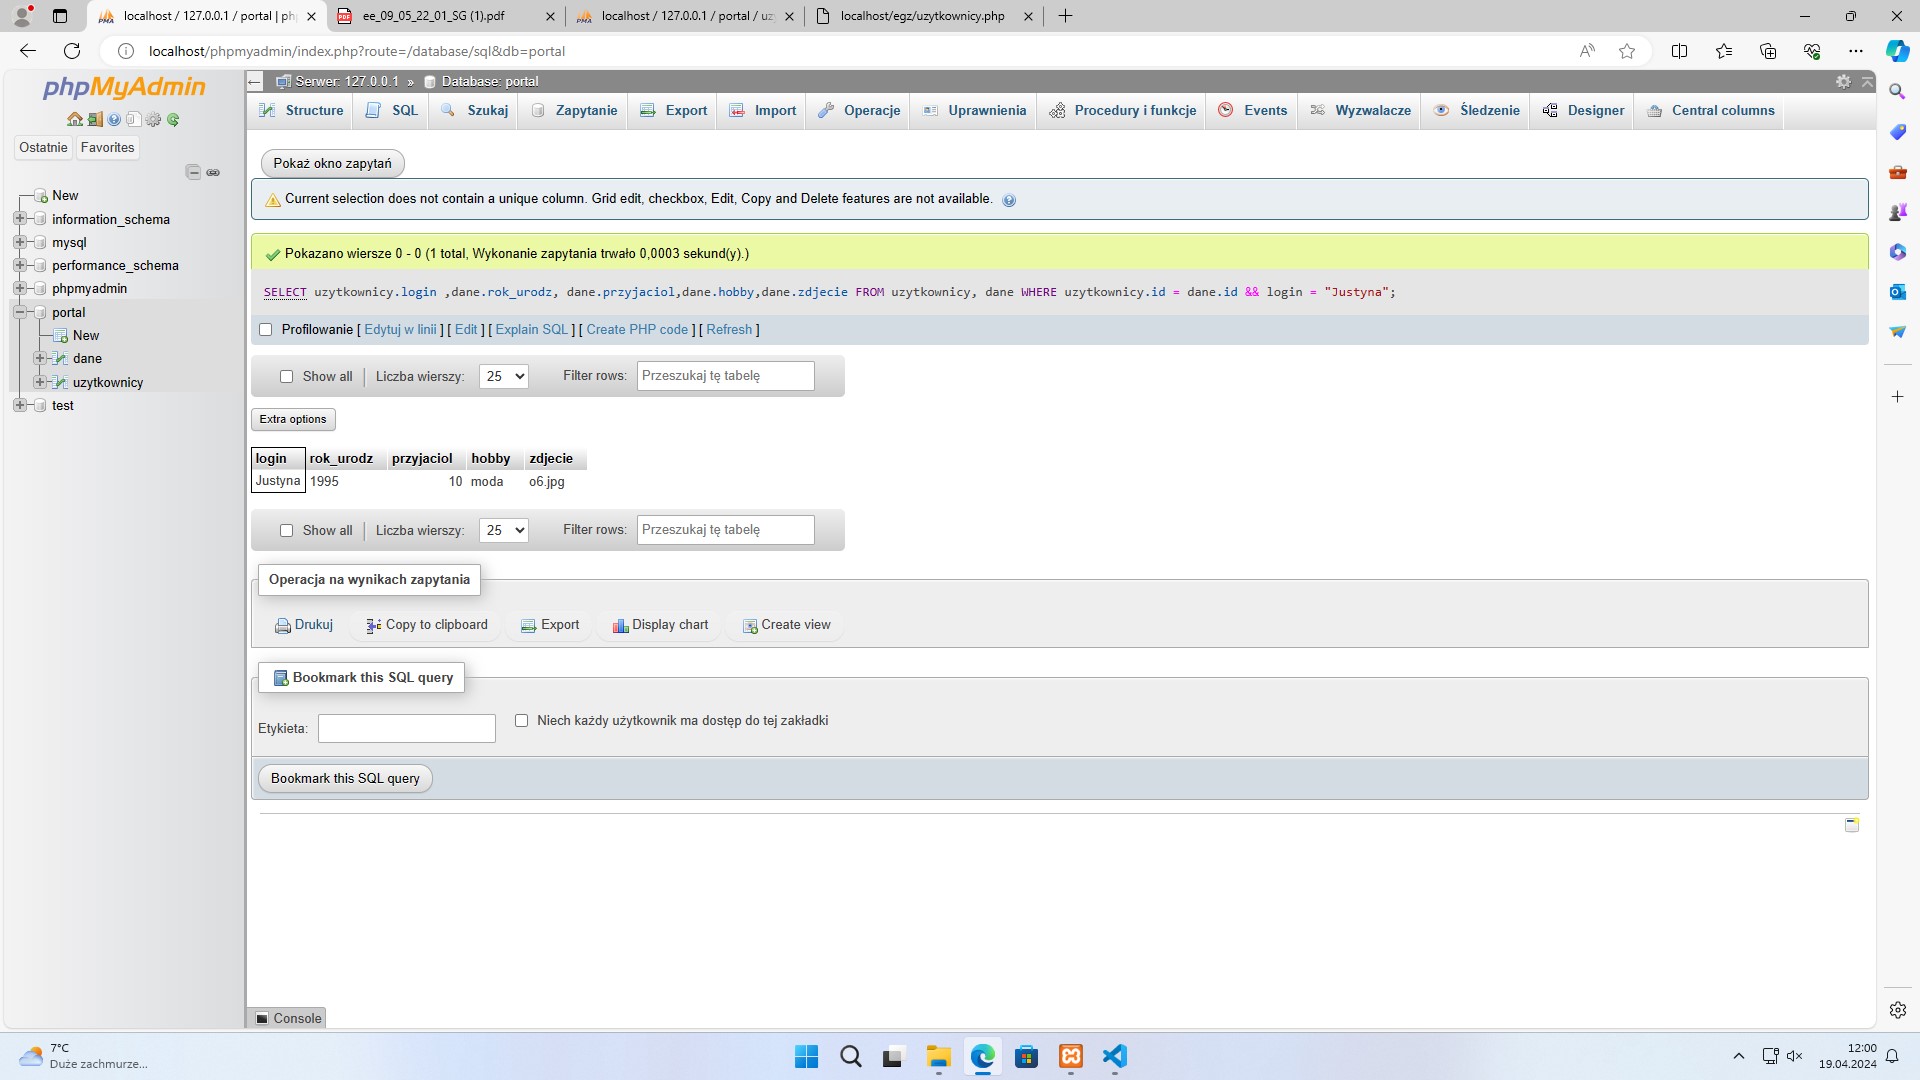 localhost / 127.0.0.1 / portal | ph
ee_09_05_22_01_SG (1).pdf
localhost / 127.0.0.1 / portal / uz
localhost/egz/uzytkownicy.php
localhost/phpmyadmin/index.php?route=/database/sql&db=portal
phpMyAdmin
Ostatnie
Favorites
New
information_schema
mysql
performance_schema
phpmyadmin
portal
New
dane
uzytkownicy
test
Serwer: 127.0.0.1 » Database: portal
Structure
SQL
Szukaj
Zapytanie
Export
Import
Operacje
Uprawnienia
Procedury i funkcje
Events
Wyzwalacze
Śledzenie
Designer
Central columns
Pokaż okno zapytań
Current selection does not contain a unique column. Grid edit, checkbox, Edit, Copy and Delete features are not available.
Pokazano wiersze 0 - 0 (1 total, Wykonanie zapytania trwało 0,0003 sekund(y).)
SELECT uzytkownicy.login ,dane.rok_urodz, dane.przyjaciol,dane.hobby,dane.zdjecie FROM uzytkownicy, dane WHERE uzytkownicy.id = dane.id && login = "Justyna";
Profilowanie [ Edytuj w linii ] [ Edit ] [ Explain SQL ] [ Create PHP code ] [ Refresh ]
Show all | Liczba wierszy: 25 Filter rows: Przeszukaj tę tabelę
Extra options
login rok_urodz przyjaciol hobby zdjecie
Justyna 1995 10 moda o6.jpg
Show all | Liczba wierszy: 25 Filter rows: Przeszukaj tę tabelę
Operacja na wynikach zapytania
Drukuj Copy to clipboard Export Display chart Create view
Bookmark this SQL query
Etykieta:
Niech każdy użytkownik ma dostęp do tej zakładki
Bookmark this SQL query
Console
7°C
Duże zachmurze...
12:00
19.04.2024